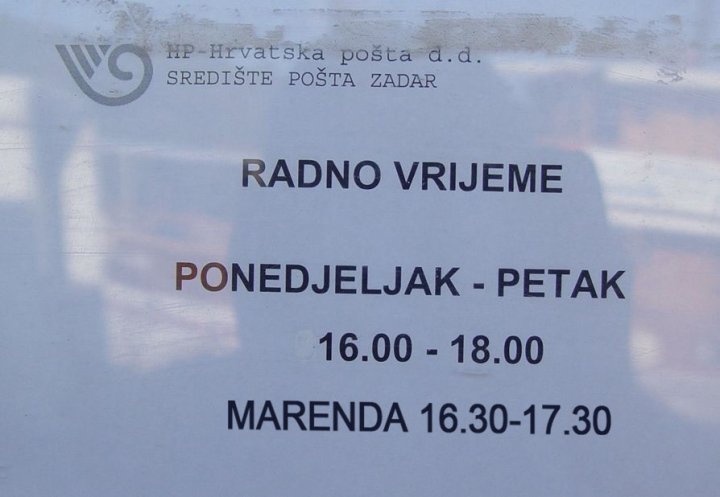 HP-Hrvatska pošta d.d.
SREDIŠTE POŠTA ZADAR
RADNO VRIJEME
PONEDJELJAK - PETAK
16.00 - 18.00
MARENDA 16.30-17.30